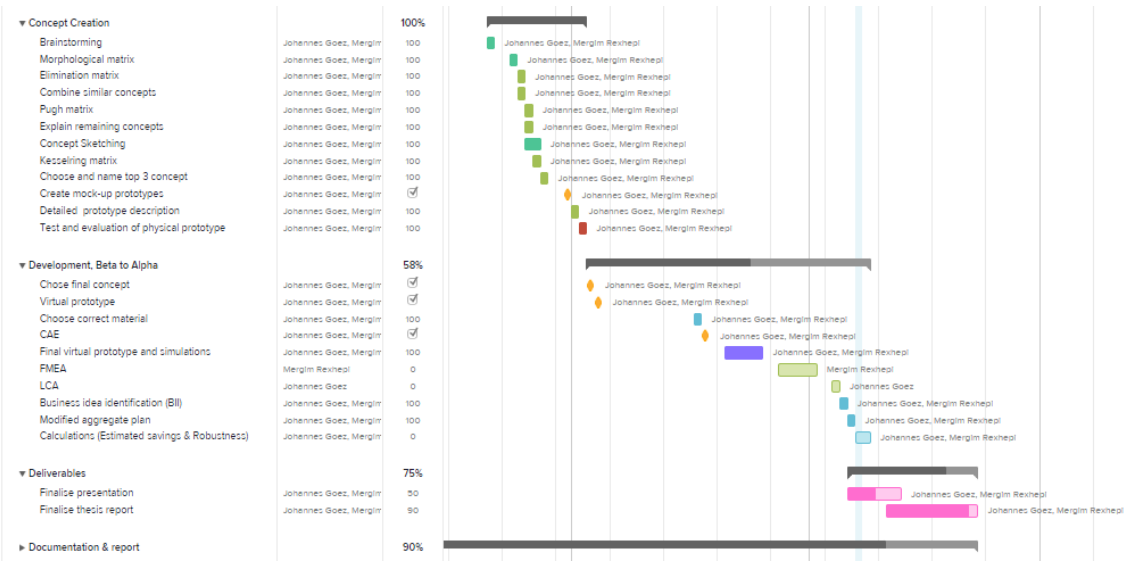 ▾ Concept Creation 100%
Brainstorming Johannes Goez, Mergim 100 Johannes Goez, Mergim Rexhepi
Morphological matrix Johannes Goez, Mergim 100 Johannes Goez, Mergim Rexhepi
Elimination matrix Johannes Goez, Mergim 100 Johannes Goez, Mergim Rexhepi
Combine similar concepts Johannes Goez, Mergim 100 Johannes Goez, Mergim Rexhepi
Pugh matrix Johannes Goez, Mergim 100 Johannes Goez, Mergim Rexhepi
Explain remaining concepts Johannes Goez, Mergim 100 Johannes Goez, Mergim Rexhepi
Concept Sketching Johannes Goez, Mergim 100 Johannes Goez, Mergim Rexhepi
Kesselring matrix Johannes Goez, Mergim 100 Johannes Goez, Mergim Rexhepi
Choose and name top 3 concept Johannes Goez, Mergim 100 Johannes Goez, Mergim Rexhepi
Create mock-up prototypes Johannes Goez, Mergim Johannes Goez, Mergim Rexhepi
Detailed prototype description Johannes Goez, Mergim 100 Johannes Goez, Mergim Rexhepi
Test and evaluation of physical prototype Johannes Goez, Mergim 100 Johannes Goez, Mergim Rexhepi
▾ Development, Beta to Alpha 58%
Chose final concept Johannes Goez, Mergim Johannes Goez, Mergim Rexhepi
Virtual prototype Johannes Goez, Mergim Johannes Goez, Mergim Rexhepi
Choose correct material Johannes Goez, Mergim 100 Johannes Goez, Mergim Rexhepi
CAE Johannes Goez, Mergim Johannes Goez, Mergim Rexhepi
Final virtual prototype and simulations Johannes Goez, Mergim 100 Johannes Goez, Mergim Rexhepi
FMEA Mergim Rexhepi 0 Mergim Rexhepi
LCA Johannes Goez 0 Johannes Goez
Business idea identification (BII) Johannes Goez, Mergim 100 Johannes Goez, Mergim Rexhepi
Modified aggregate plan Johannes Goez, Mergim 100 Johannes Goez, Mergim Rexhepi
Calculations (Estimated savings & Robustness) Johannes Goez, Mergim 0 Johannes Goez, Mergim Rexhepi
▾ Deliverables 75%
Finalise presentation Johannes Goez, Mergim 50 Johannes Goez, Mergim Rexhepi
Finalise thesis report Johannes Goez, Mergim 90 Johannes Goez, Mergim Rexhepi
▸ Documentation & report 90%